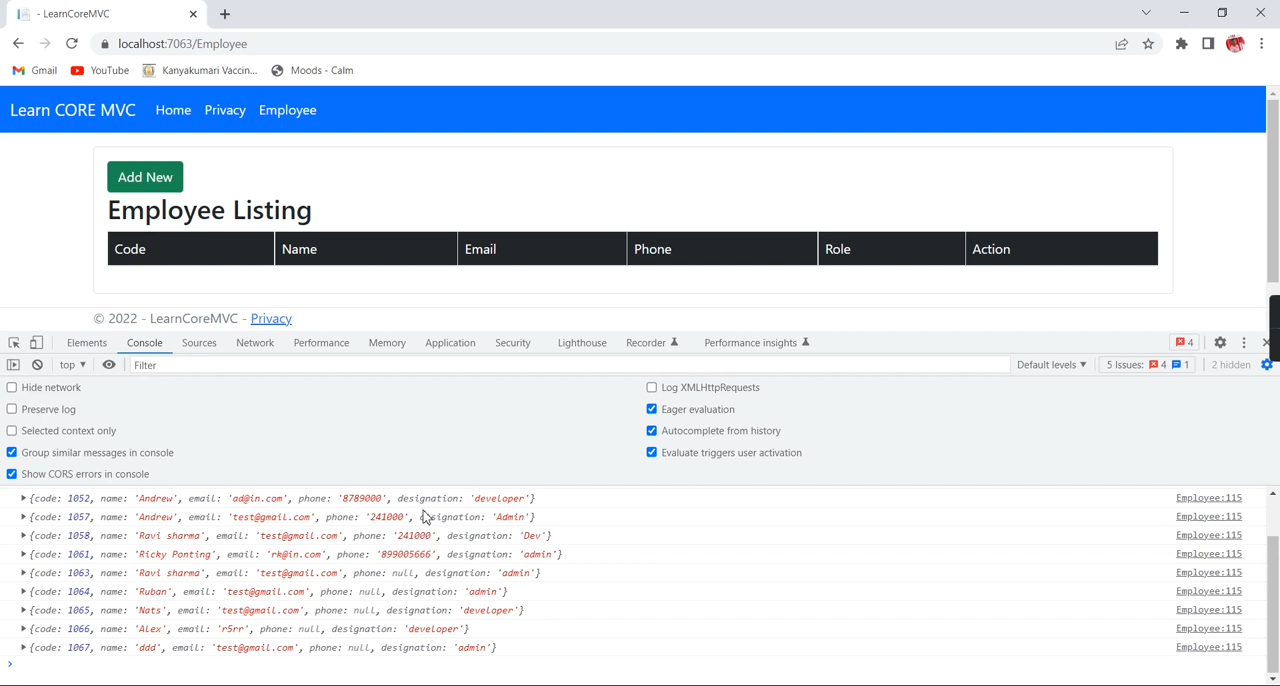 - LearnCoreMVC
localhost:7063/Employee
Gmail YouTube Kanyakumari Vaccin... Moods - Calm
Learn CORE MVC Home Privacy Employee
Add New
Employee Listing
Code Name Email Phone Role Action
© 2022 - LearnCoreMVC - Privacy
Elements Console Sources Network Performance Memory Application Security Lighthouse Recorder Performance insights 4
top Filter Default levels 5 Issues: 4 1 2 hidden
Hide network Log XMLHttpRequests
Preserve log Eager evaluation
Selected context only Autocomplete from history
Group similar messages in console Evaluate triggers user activation
Show CORS errors in console
{code: 1052, name: 'Andrew', email: 'ad@in.com', phone: '8789000', designation: 'developer'} Employee:115
{code: 1057, name: 'Andrew', email: 'test@gmail.com', phone: '241000', designation: 'Admin'} Employee:115
{code: 1058, name: 'Ravi sharma', email: 'test@gmail.com', phone: '241000', designation: 'Dev'} Employee:115
{code: 1061, name: 'Ricky Ponting', email: 'rk@in.com', phone: '899005666', designation: 'admin'} Employee:115
{code: 1063, name: 'Ravi sharma', email: 'test@gmail.com', phone: null, designation: 'admin'} Employee:115
{code: 1064, name: 'Ruban', email: 'test@gmail.com', phone: null, designation: 'admin'} Employee:115
{code: 1065, name: 'Nats', email: 'test@gmail.com', phone: null, designation: 'developer'} Employee:115
{code: 1066, name: 'ALex', email: 'r5rr', phone: null, designation: 'developer'} Employee:115
{code: 1067, name: 'ddd', email: 'test@gmail.com', phone: null, designation: 'admin'} Employee:115